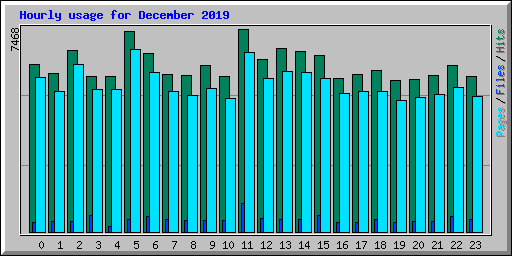 Hourly usage for December 2019
7468
Pages/Files/Hits
0 1 2 3 4 5 6 7 8 9 10 11 12 13 14 15 16 17 18 19 20 21 22 23